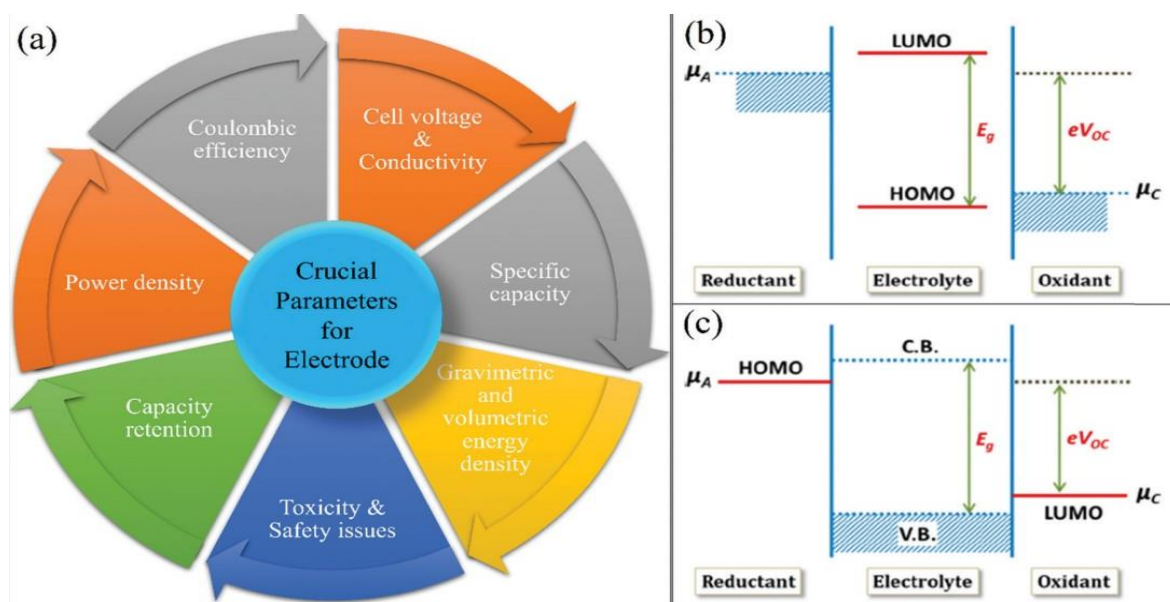 (a)
Cell voltage
&
Conductivity
Specific
capacity
Gravimetric
and
volumetric
energy
density
Toxicity &
Safety issues
Capacity
retention
Power density
Coulombic
efficiency
Crucial
Parameters
for
Electrode
(b)
LUMO
μA
Eg
eVOC
HOMO
μC
Reductant
Electrolyte
Oxidant
(c)
C.B.
HOMO
μA
Eg
eVOC
μC
LUMO
V.B.
Reductant
Electrolyte
Oxidant